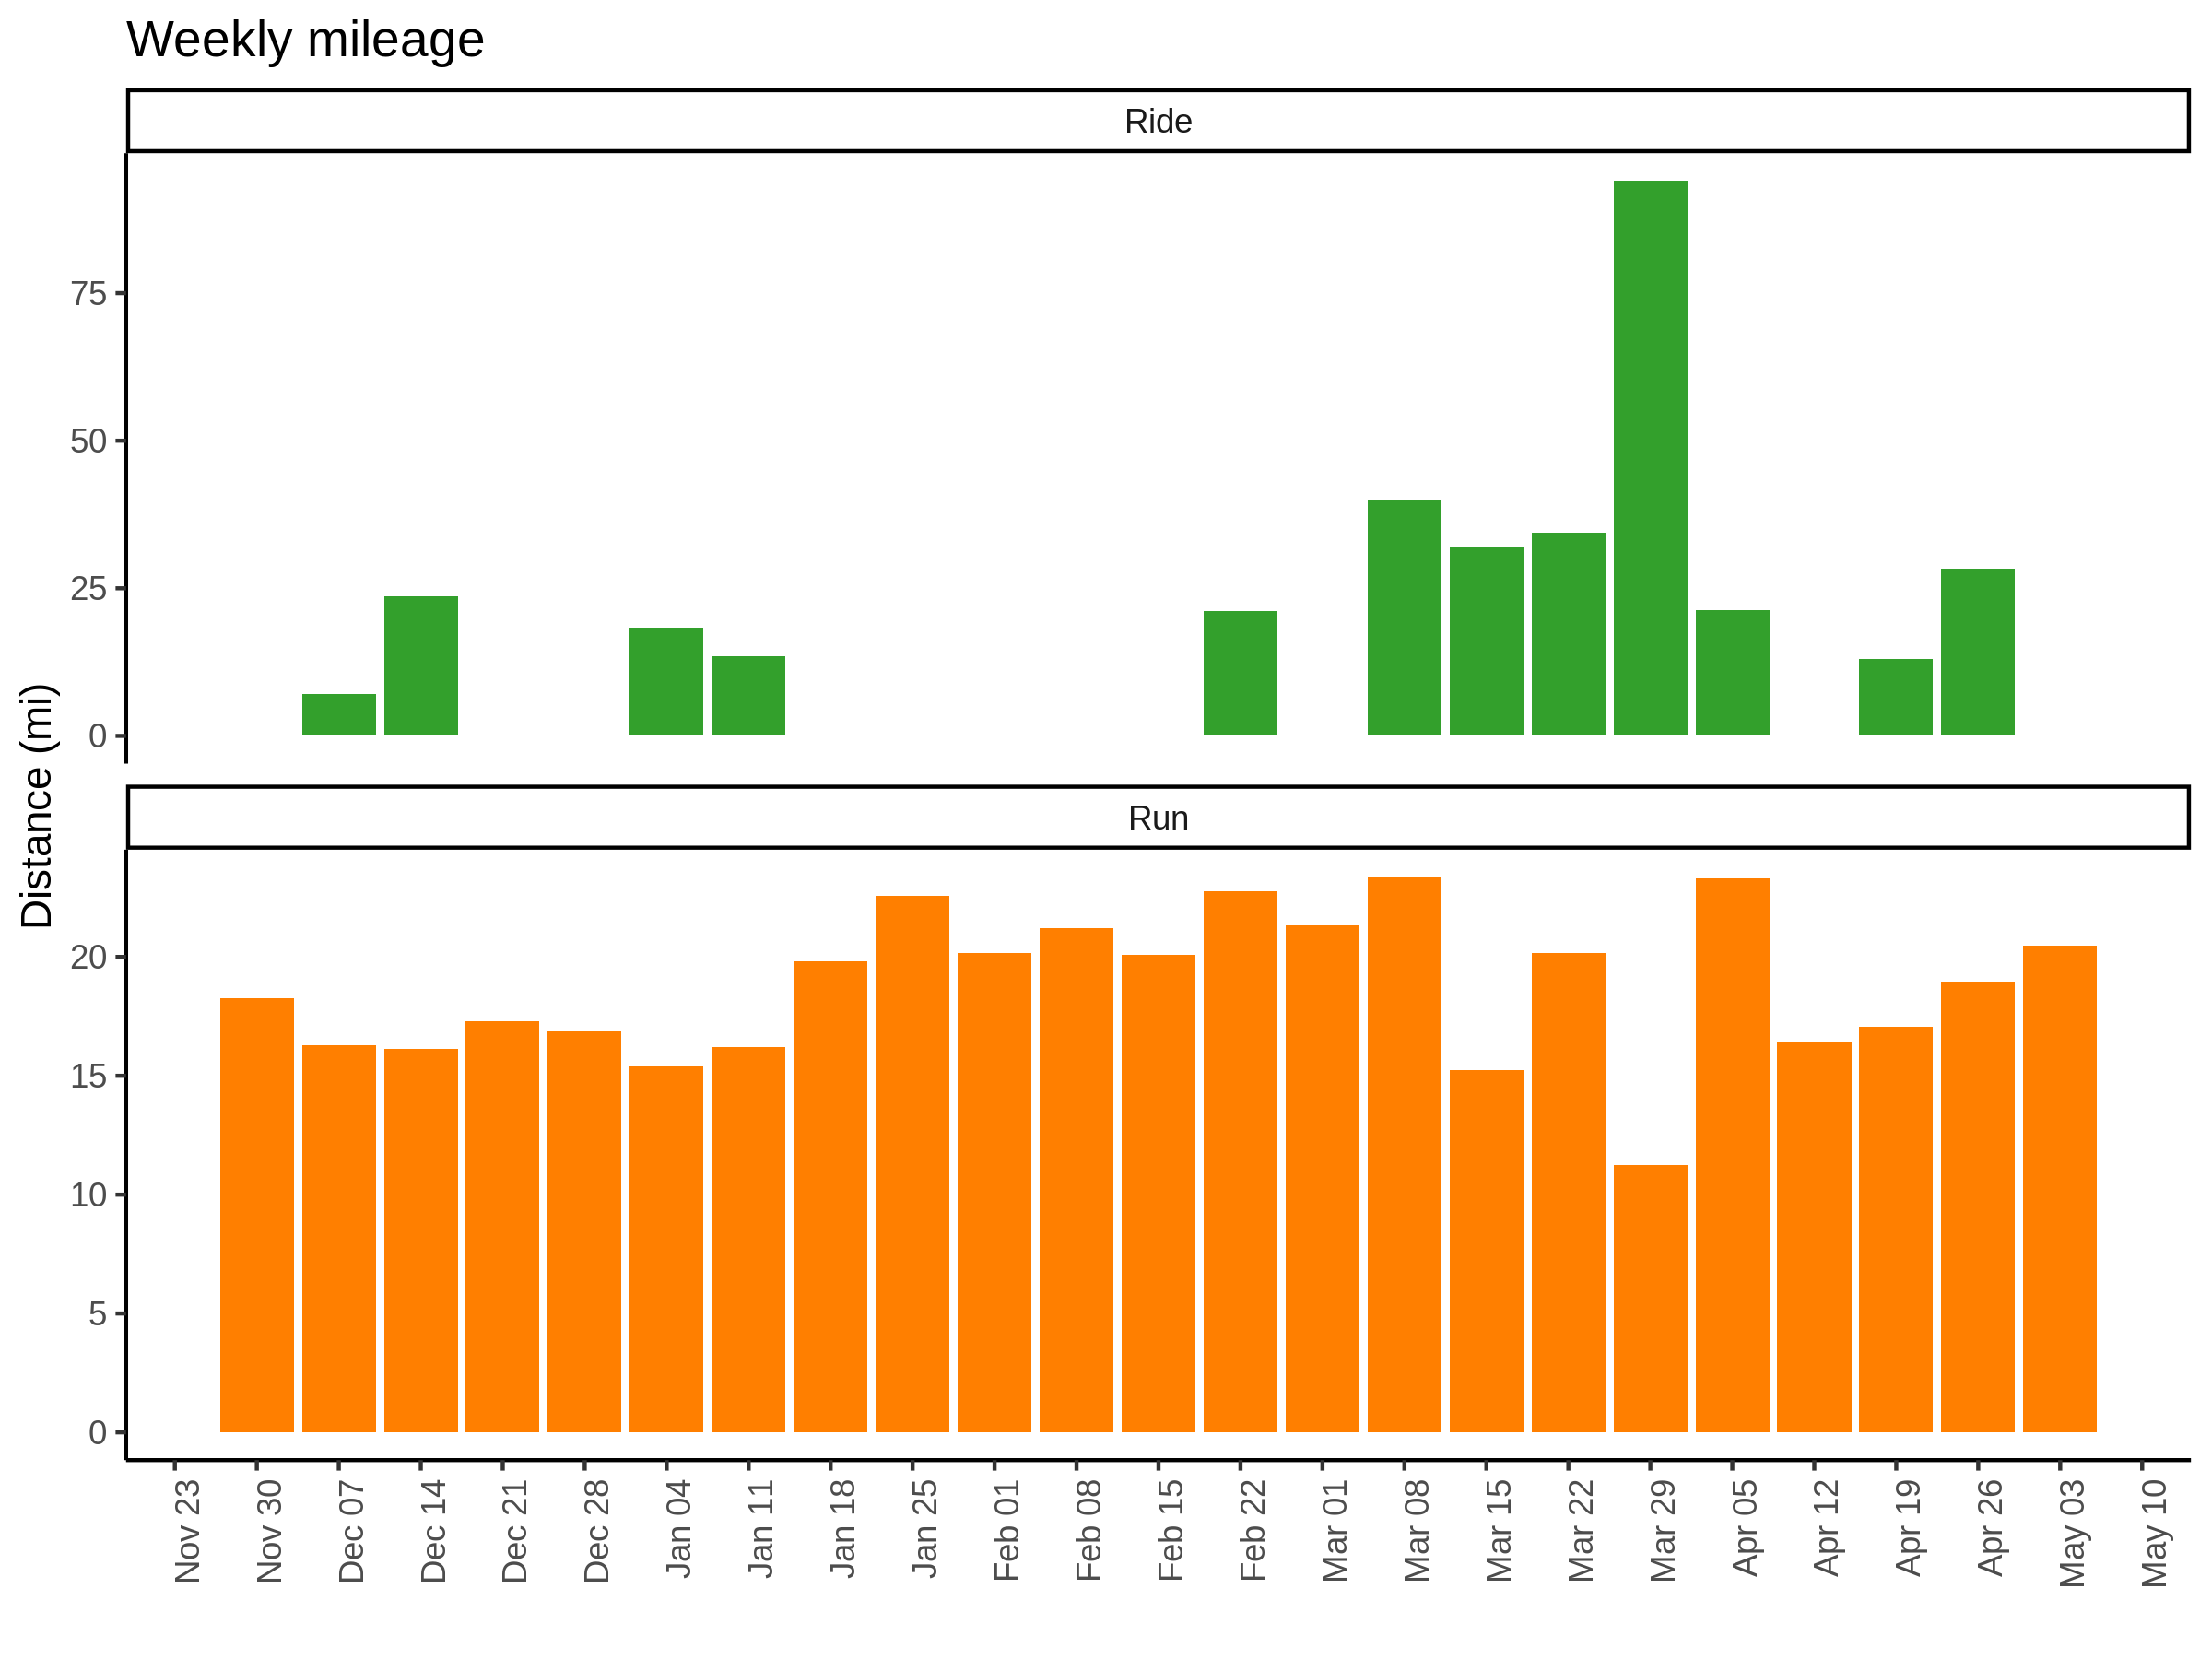 Weekly mileage
Ride
75
50
25
0
Distance (mi)
Run
20
15
10
5
0
Nov 23
Nov 30
Dec 07
Dec 14
Dec 21
Dec 28
Jan 04
Jan 11
Jan 18
Jan 25
Feb 01
Feb 08
Feb 15
Feb 22
Mar 01
Mar 08
Mar 15
Mar 22
Mar 29
Apr 05
Apr 12
Apr 19
Apr 26
May 03
May 10